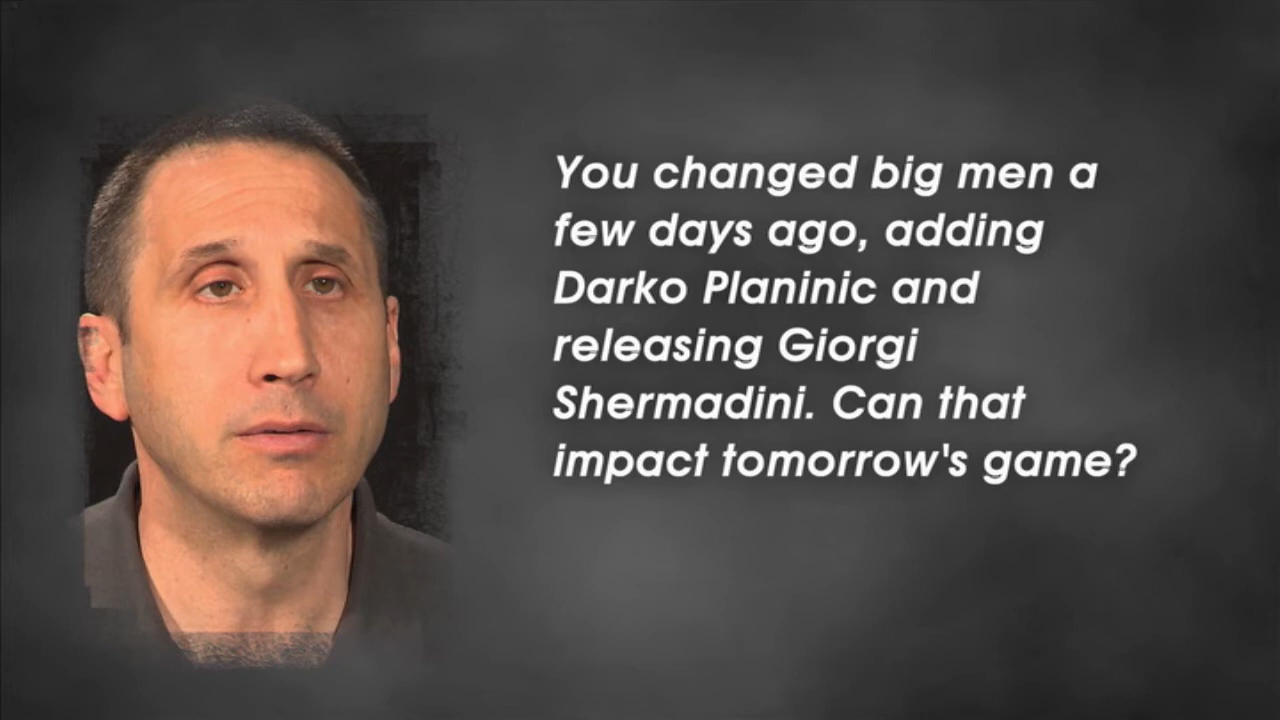 You changed big men a
few days ago, adding
Darko Planinic and
releasing Giorgi
Shermadini. Can that
impact tomorrow's game?